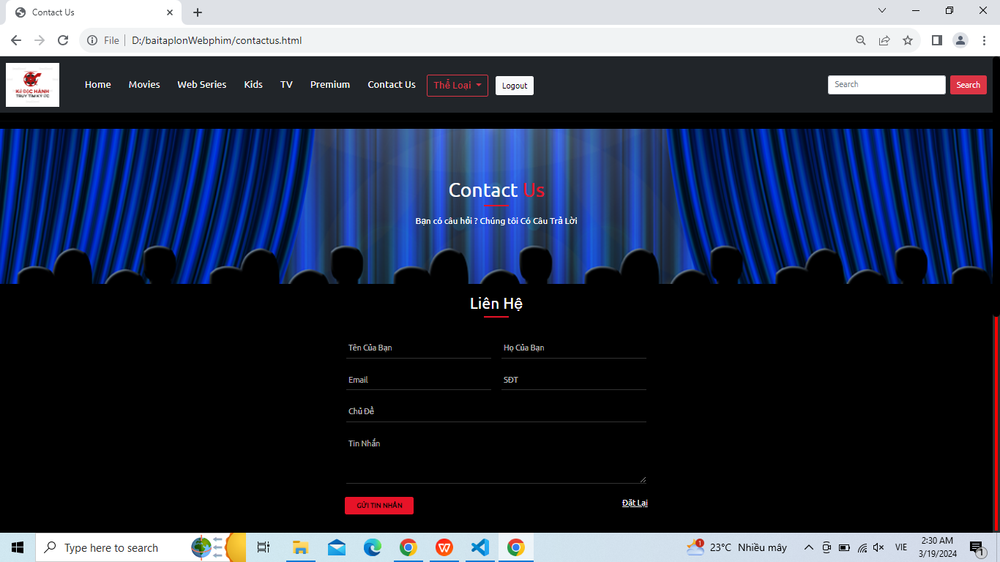 Contact Us
File
D:/baitaplonWebphim/contactus.html
KẺ ĐỘC HÀNH
TRUY TÌM KÝ ỨC
Home
Movies
Web Series
Kids
TV
Premium
Contact Us
Thể Loại
Logout
Search
Search
Contact Us
Bạn có câu hỏi ? Chúng tôi Có Câu Trả Lời
Liên Hệ
Tên Của Bạn
Họ Của Bạn
Email
SĐT
Chủ Đề
Tin Nhắn
GỬI TIN NHẮN
Đặt Lại
Type here to search
1
23°C Nhiều mây
VIE
2:30 AM
3/19/2024
1